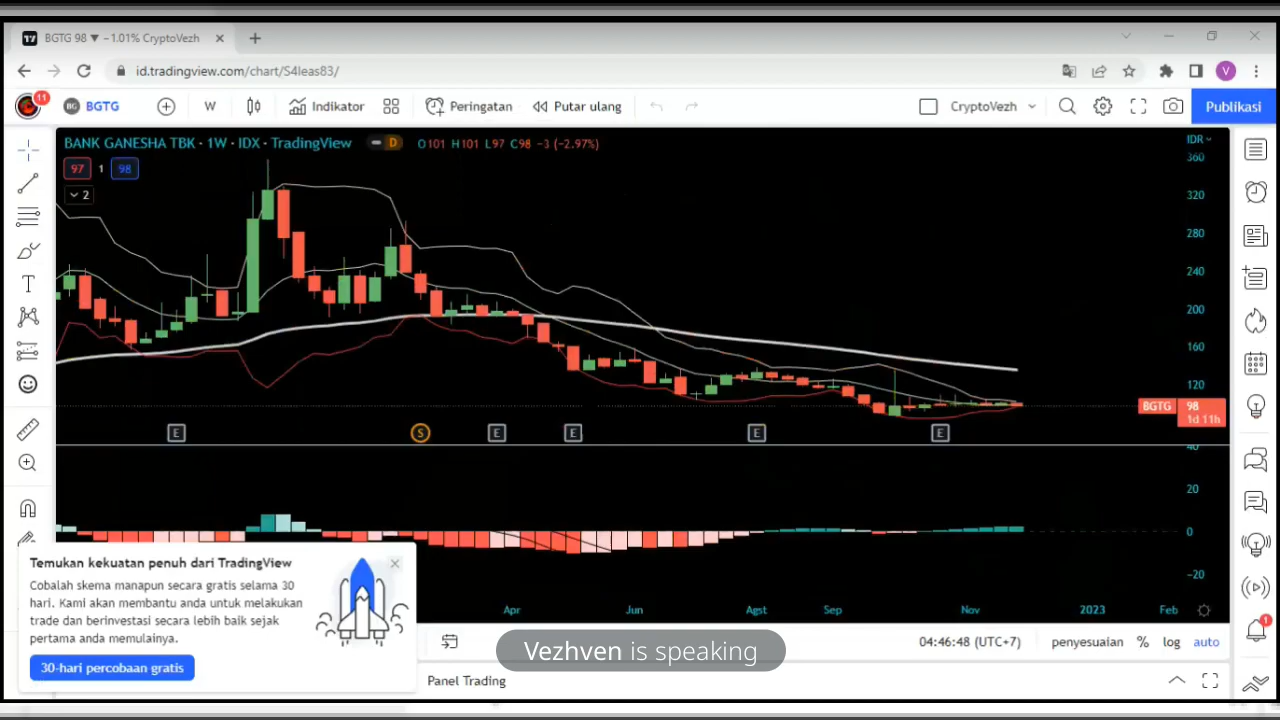 BGTG 98 ▼ −1.01% CryptoVezh
id.tradingview.com/chart/S4leas83/
V
11
BG BGTG
W
Indikator
Peringatan
Putar ulang
CryptoVezh
Publikasi
BANK GANESHA TBK · 1W · IDX · TradingView
D
O101 H101 L97 C98 −3 (−2.97%)
IDR
97 1 98
2
360
320
280
240
200
160
120
BGTG 98
1d 11h
E S E E E E
40
20
0
−20
Temukan kekuatan penuh dari TradingView
Cobalah skema manapun secara gratis selama 30
hari. Kami akan membantu anda untuk melakukan
trade dan berinvestasi secara lebih baik sejak
pertama anda memulainya.
30-hari percobaan gratis
Apr Jun Agst Sep Nov 2023 Feb
Vezhven is speaking
04:46:48 (UTC+7) penyesuaian % log auto
1
Panel Trading